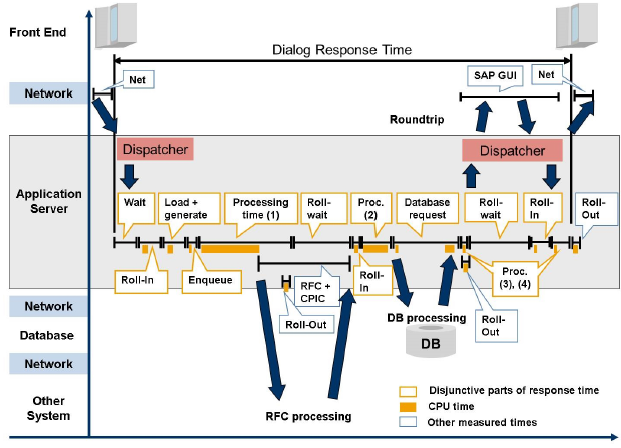 Front End
Dialog Response Time
Net
SAP GUI
Net
Network
Roundtrip
Dispatcher
Dispatcher
Application
Server
Wait
Load +
generate
Processing
time (1)
Roll-
wait
Proc.
(2)
Database
request
Roll-
wait
Roll-
In
Roll-
Out
Roll-In
Enqueue
RFC +
CPIC
Roll-
In
Proc.
(3), (4)
Roll-Out
Roll-
Out
Network
DB processing
Database
DB
Network
Other
System
RFC processing
Disjunctive parts of response time
CPU time
Other measured times